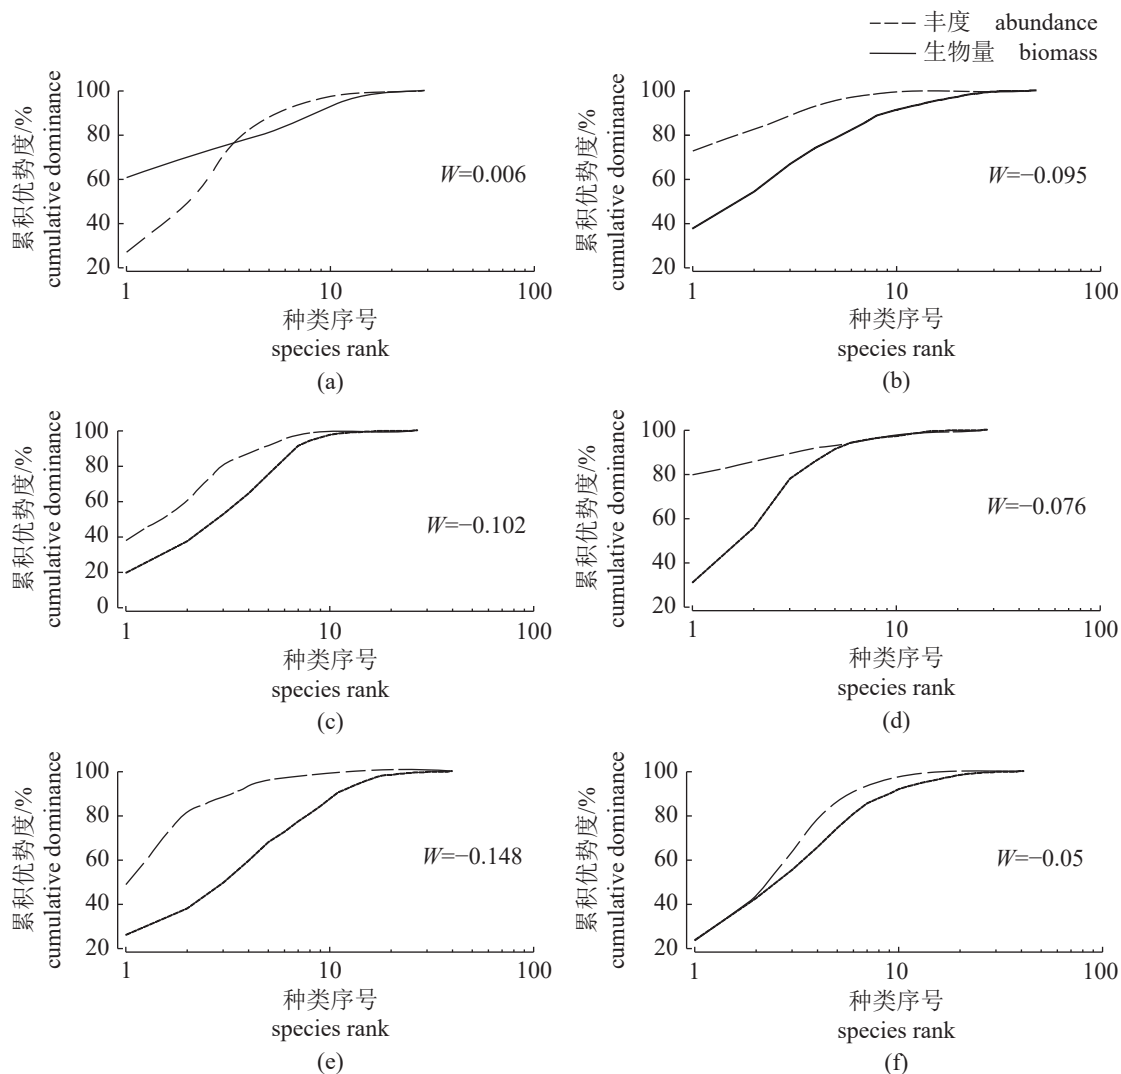 丰度 abundance
生物量 biomass
累积优势度/%
cumulative dominance
100
80
60
40
20
W=0.006
1 10 100
种类序号
species rank
(a)
累积优势度/%
cumulative dominance
100
80
60
40
20
W=−0.095
1 10 100
种类序号
species rank
(b)
累积优势度/%
cumulative dominance
100
80
60
40
20
0
W=−0.102
1 10 100
种类序号
species rank
(c)
累积优势度/%
cumulative dominance
100
80
60
40
20
W=−0.076
1 10 100
种类序号
species rank
(d)
累积优势度/%
cumulative dominance
100
80
60
40
20
W=−0.148
1 10 100
种类序号
species rank
(e)
累积优势度/%
cumulative dominance
100
80
60
40
20
W=−0.05
1 10 100
种类序号
species rank
(f)